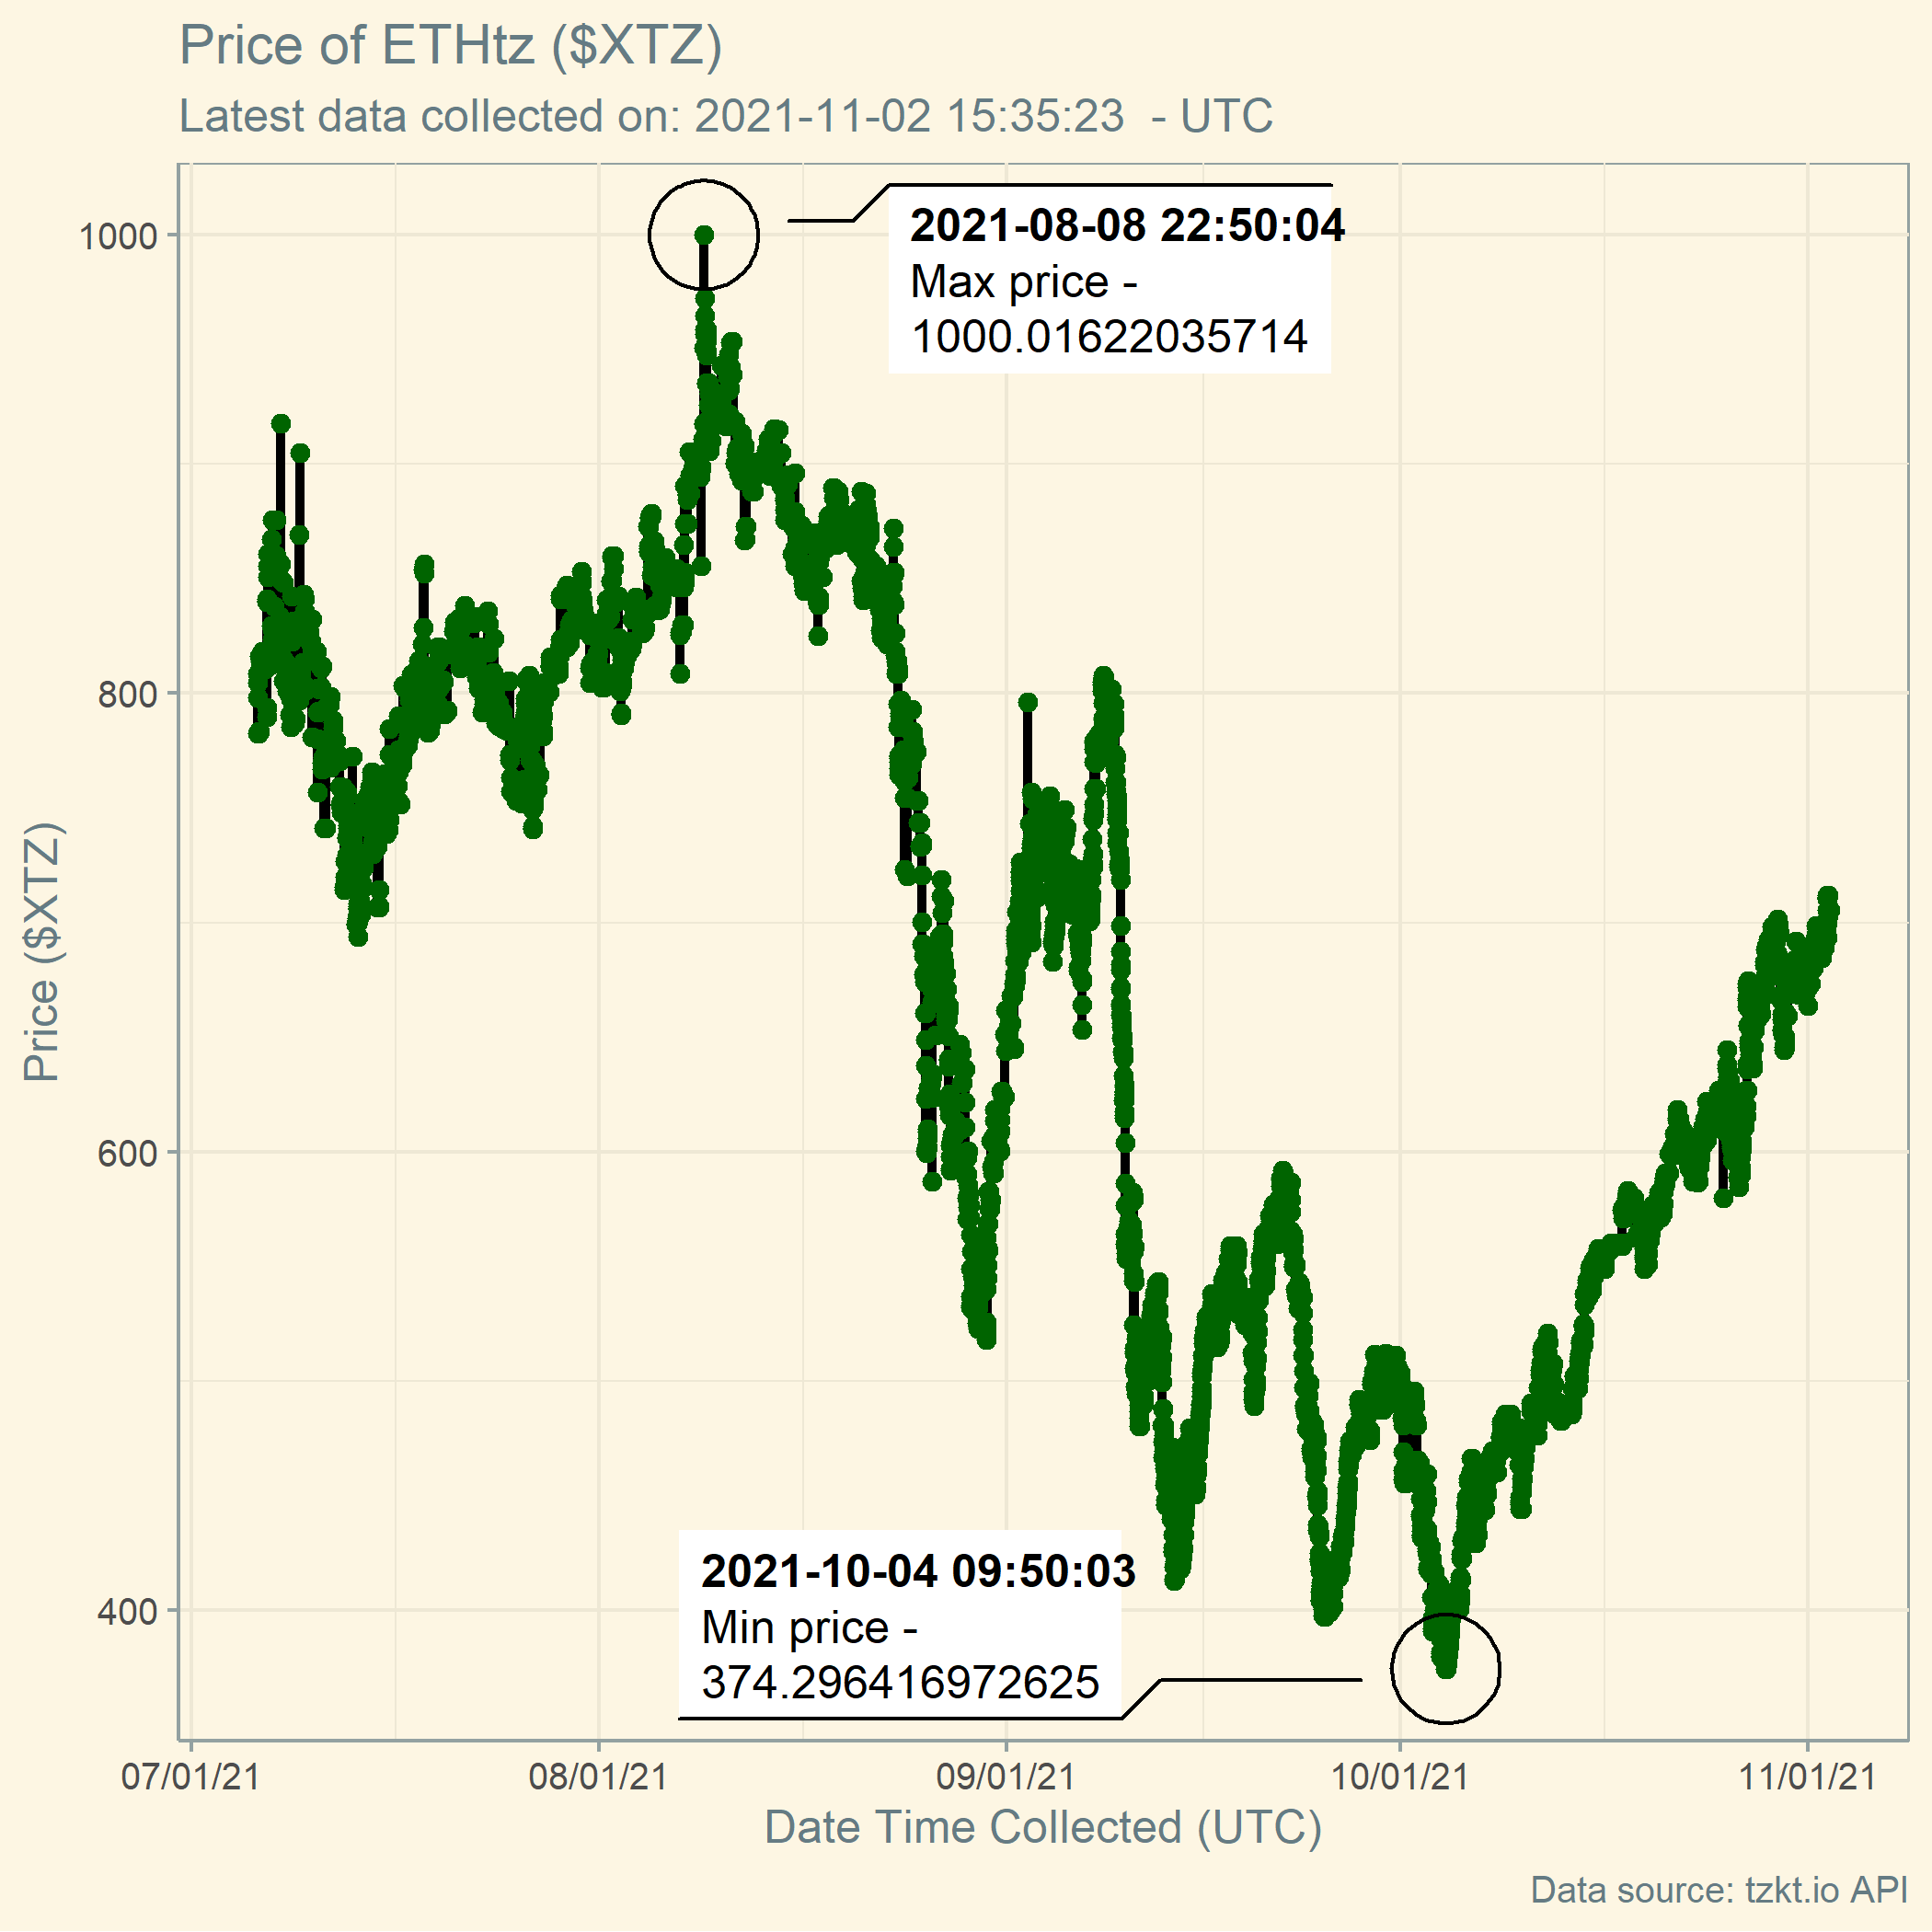 Price of ETHtz ($XTZ)
Latest data collected on: 2021-11-02 15:35:23  - UTC
2021-08-08 22:50:04
Max price -
1000.01622035714
1000
800
600
400
Price ($XTZ)
2021-10-04 09:50:03
Min price -
374.296416972625
07/01/21
08/01/21
09/01/21
10/01/21
11/01/21
Date Time Collected (UTC)
Data source: tzkt.io API